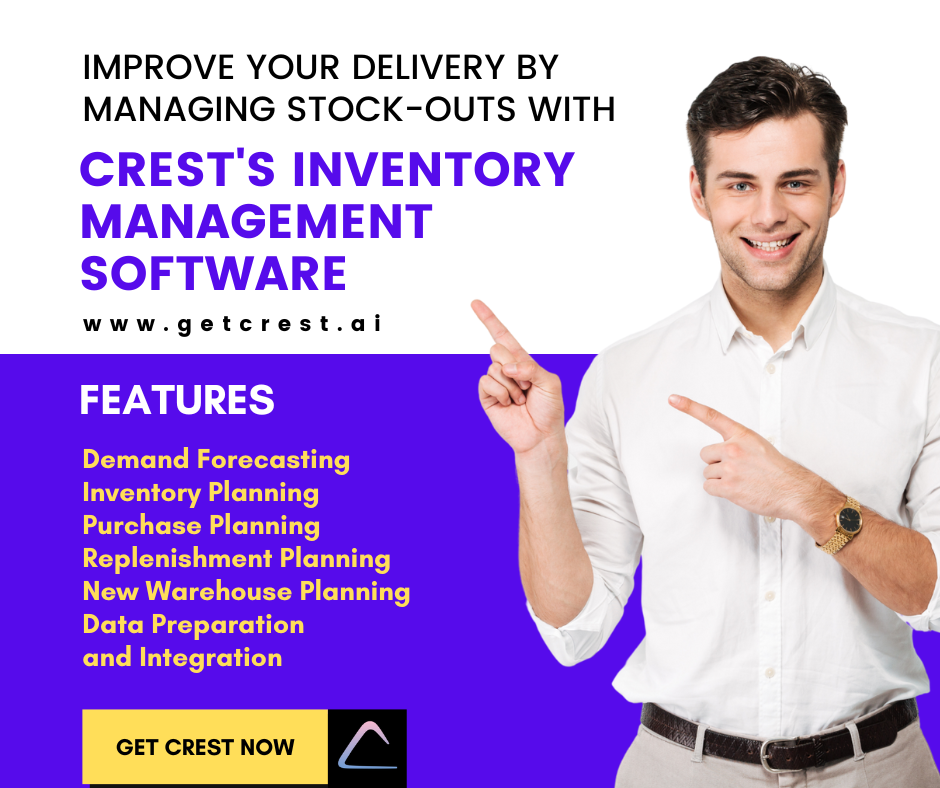 IMPROVE YOUR DELIVERY BY
MANAGING STOCK-OUTS WITH
CREST'S INVENTORY
MANAGEMENT
SOFTWARE
www.getcrest.ai
FEATURES
Demand Forecasting
Inventory Planning
Purchase Planning
Replenishment Planning
New Warehouse Planning
Data Preparation
and Integration
GET CREST NOW